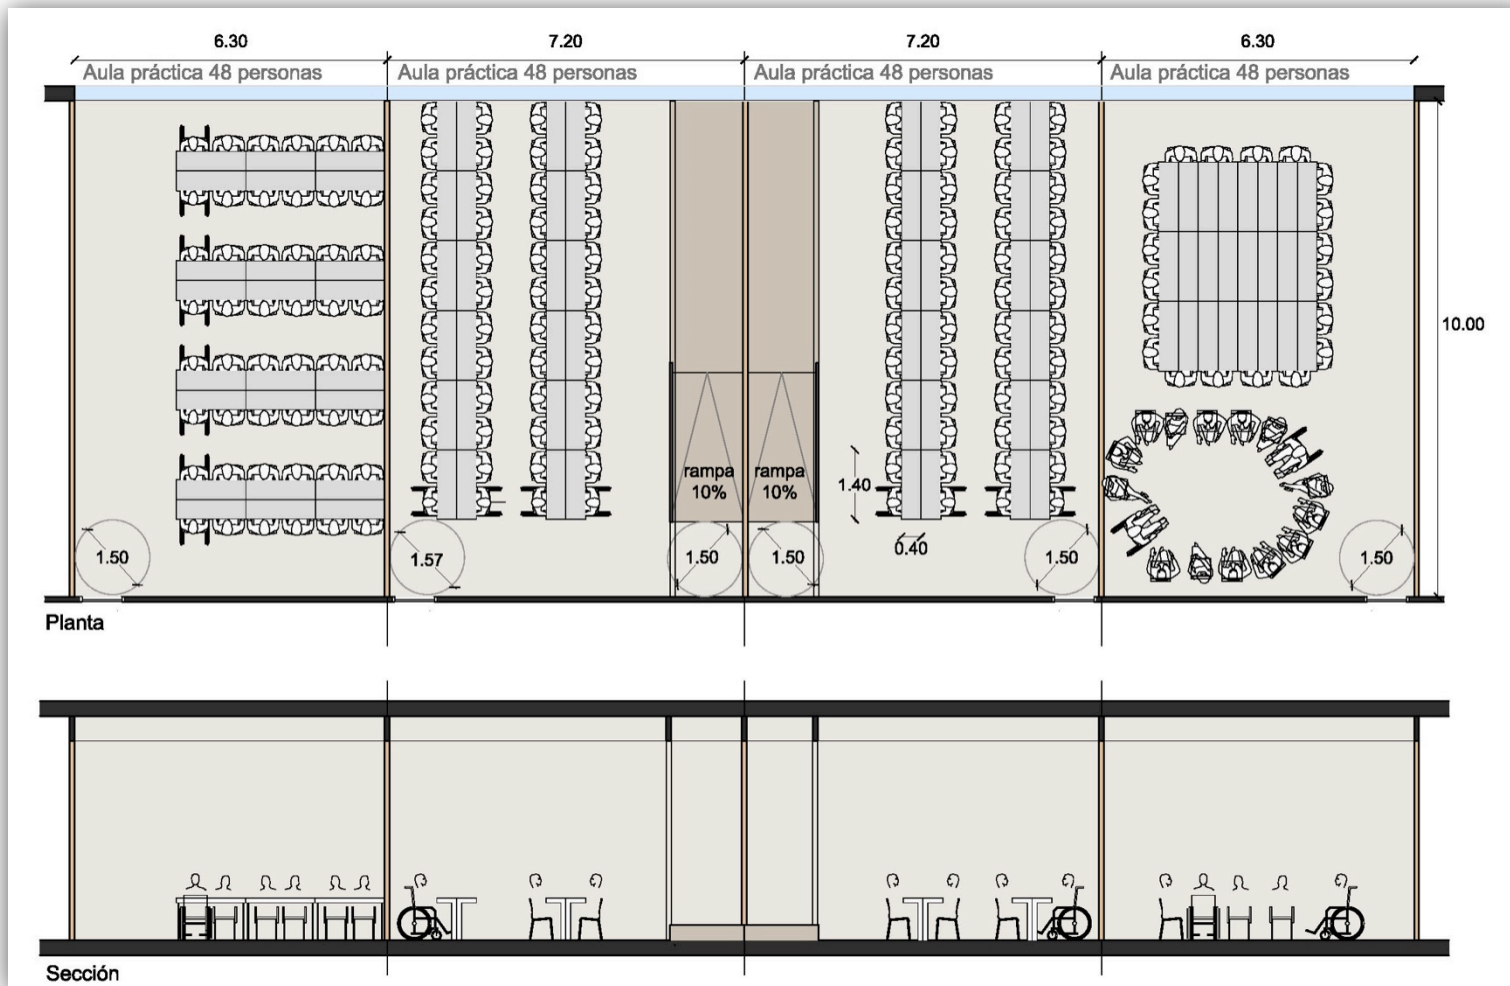 6.30 7.20 7.20 6.30
Aula práctica 48 personas Aula práctica 48 personas Aula práctica 48 personas Aula práctica 48 personas
10.00
rampa rampa
10% 10%
1.40
0.40
1.50 1.57 1.50 1.50 1.50 1.50
Planta
Sección